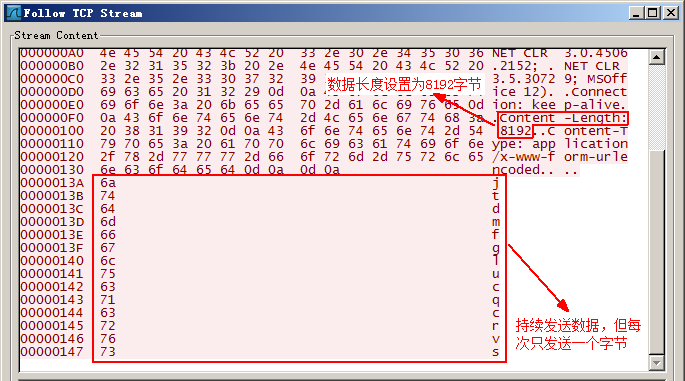 Follow TCP Stream
Stream Content
000000A0 4e 45 54 20 43 4c 52 20 33 2e 30 2e 34 35 30 36 NET CLR 3.0.4506
000000B0 2e 32 31 35 32 3b 20 2e 4e 45 54 20 43 4c 52 20 .2152; . NET CLR
000000C0 33 2e 35 2e 33 30 37 32 39 3.5.3072 9; MSOff
数据长度设置为8192字节
000000D0 69 63 65 20 31 32 29 0d 0a ice 12). .Connect
000000E0 69 6f 6e 3a 20 6b 65 65 70 2d 61 6c 69 76 65 0d ion: kee p-alive.
000000F0 0a 43 6f 6e 74 65 6e 74 2d 4c 65 6e 67 74 68 3a .Content -Length:
00000100 20 38 31 39 32 0d 0a 43 6f 6e 74 65 6e 74 2d 54 8192..C ontent-T
00000110 79 70 65 3a 20 61 70 70 6c 69 63 61 74 69 6f 6e ype: app lication
00000120 2f 78 2d 77 77 77 2d 66 6f 72 6d 2d 75 72 6c 65 /x-www-f orm-urle
00000130 6e 63 6f 64 65 64 0d 0a 0d 0a ncoded.. ..
0000013A 6a j
0000013B 74 t
0000013C 64 d
0000013D 6d m
0000013E 66 f
0000013F 67 g
00000140 6c l
00000141 75 u
00000142 63 c
00000143 71 q
00000144 63 c
00000145 72 r
00000146 76 v
00000147 73 s
持续发送数据，但每
次只发送一个字节